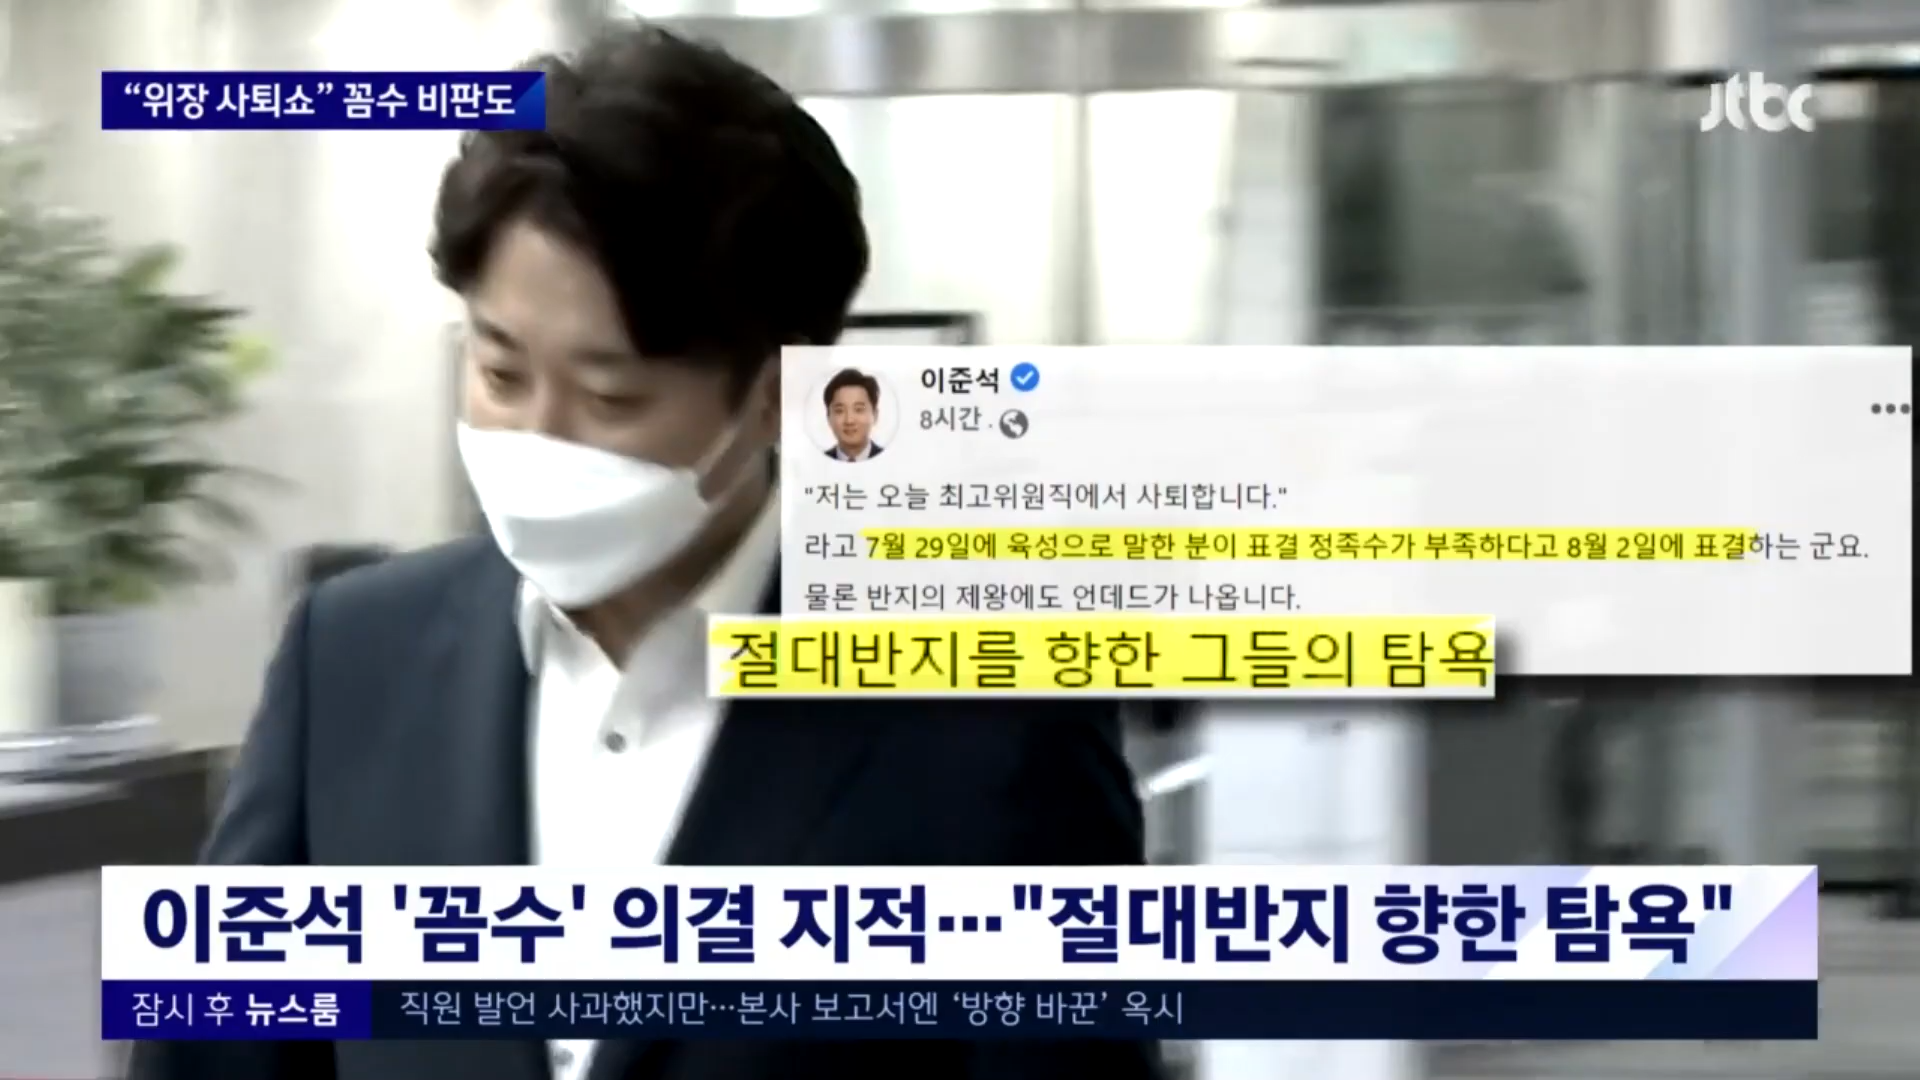 “위장 사퇴쇼” 꼼수 비판도
jtbc
이준석
8시간 .
"저는 오늘 최고위원직에서 사퇴합니다."
라고 7월 29일에 육성으로 말한 분이 표결 정족수가 부족하다고 8월 2일에 표결하는 군요.
물론 반지의 제왕에도 언데드가 나옵니다.
절대반지를 향한 그들의 탐욕
이준석 '꼼수' 의결 지적…"절대반지 향한 탐욕"
잠시 후 뉴스룸 직원 발언 사과했지만…본사 보고서엔 ‘방향 바꾼’ 옥시